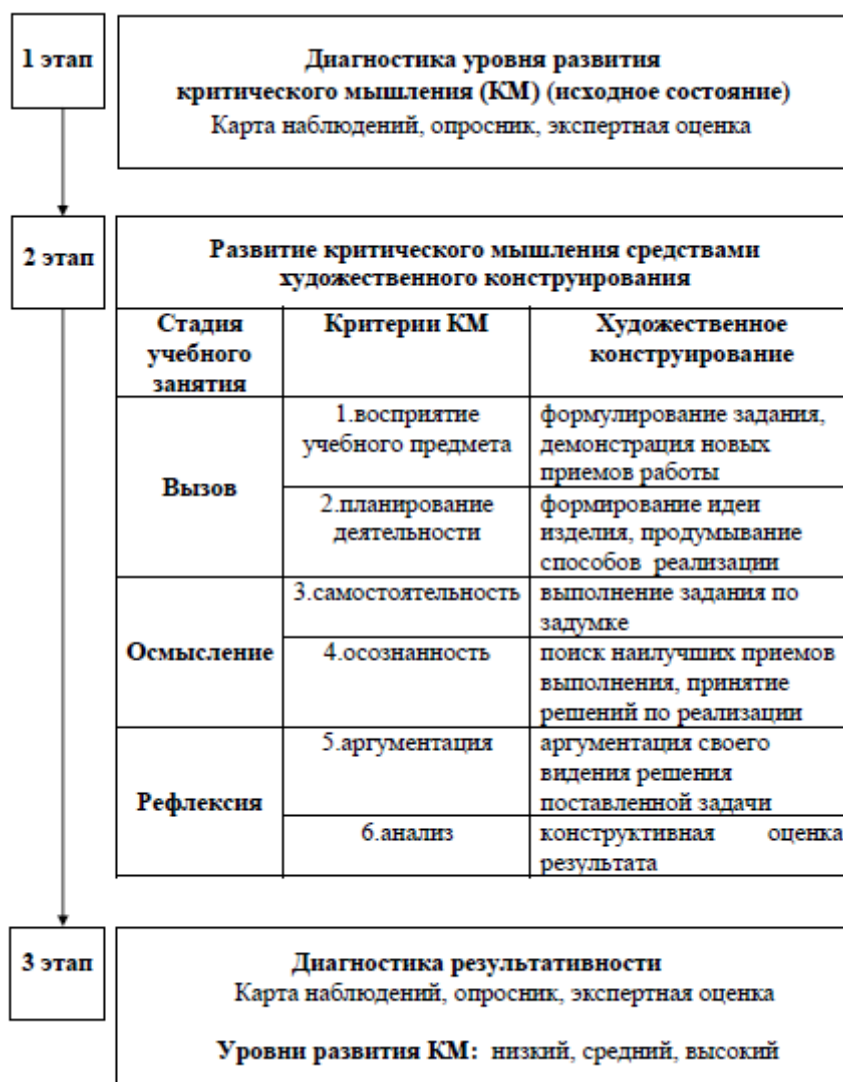 1 этап
Диагностика уровня развития
критического мышления (КМ) (исходное состояние)
Карта наблюдений, опросник, экспертная оценка
2 этап
Развитие критического мышления средствами
художественного конструирования
Стадия
учебного
занятия
Критерии КМ
Художественное
конструирование
Вызов
1.восприятие
учебного предмета
формулирование задания,
демонстрация новых
приемов работы
2.планирование
деятельности
формирование идеи
изделия, продумывание
способов реализации
Осмысление
3.самостоятельность
выполнение задания по
задумке
4.осознанность
поиск наилучших приемов
выполнения, принятие
решений по реализации
Рефлексия
5.аргументация
аргументация своего
видения решения
поставленной задачи
6.анализ
конструктивная оценка
результата
3 этап
Диагностика результативности
Карта наблюдений, опросник, экспертная оценка
Уровни развития КМ: низкий, средний, высокий